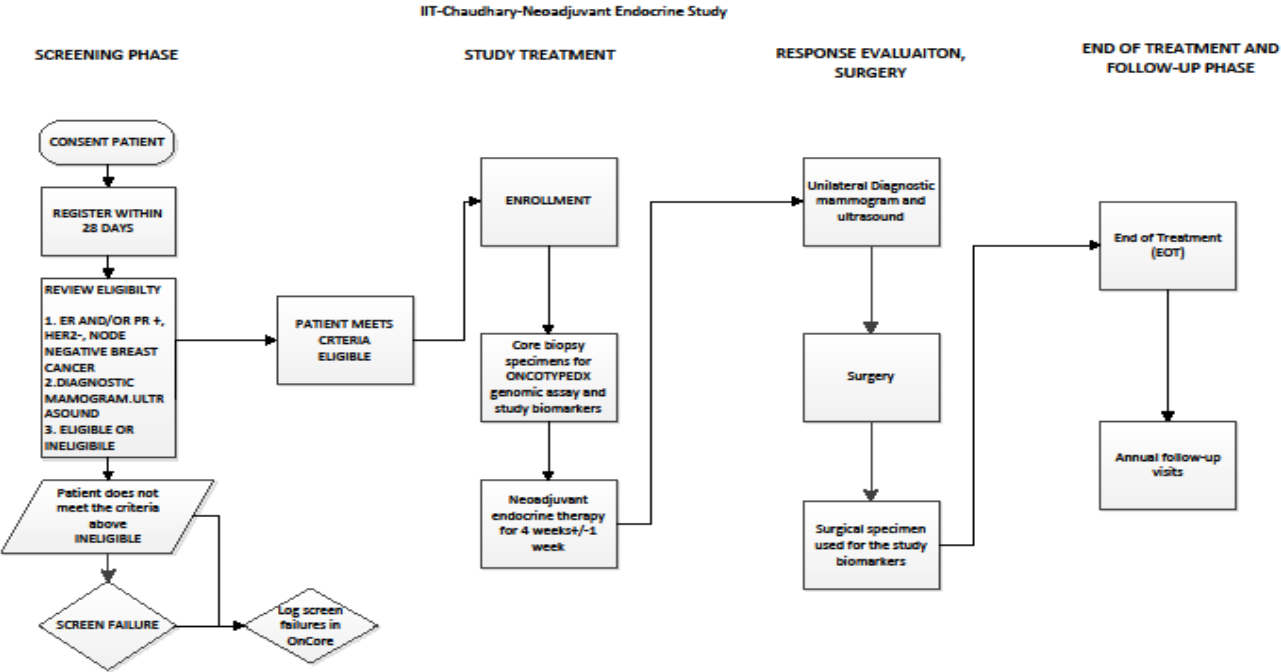 IIT-Chaudhary-Neoadjuvant Endocrine Study
SCREENING PHASE
CONSENT PATIENT
REGISTER WITHIN
28 DAYS
REVIEW ELIGIBILTY
1. ER AND/OR PR +,
HER2-, NODE
NEGATIVE BREAST
CANCER
2.DIAGNOSTIC
MAMOGRAM.ULTR
ASOUND
3. ELIGIBLE OR
INELIGIBILE
Patient does not
meet the criteria
above
INELIGIBLE
SCREEN FAILURE
Log screen
failures in
OnCore
PATIENT MEETS
CRTERIA
ELIGIBLE
STUDY TREATMENT
ENROLLMENT
Core biopsy
specimens for
ONCOTYPEDX
genomic assay and
study biomarkers
Neoadjuvant
endocrine therapy
for 4 weeks+/-1
week
RESPONSE EVALUAITON,
SURGERY
Unilateral Diagnostic
mammogram and
ultrasound
Surgery
Surgical specimen
used for the study
biomarkers
END OF TREATMENT AND
FOLLOW-UP PHASE
End of Treatment
(EOT)
Annual follow-up
visits